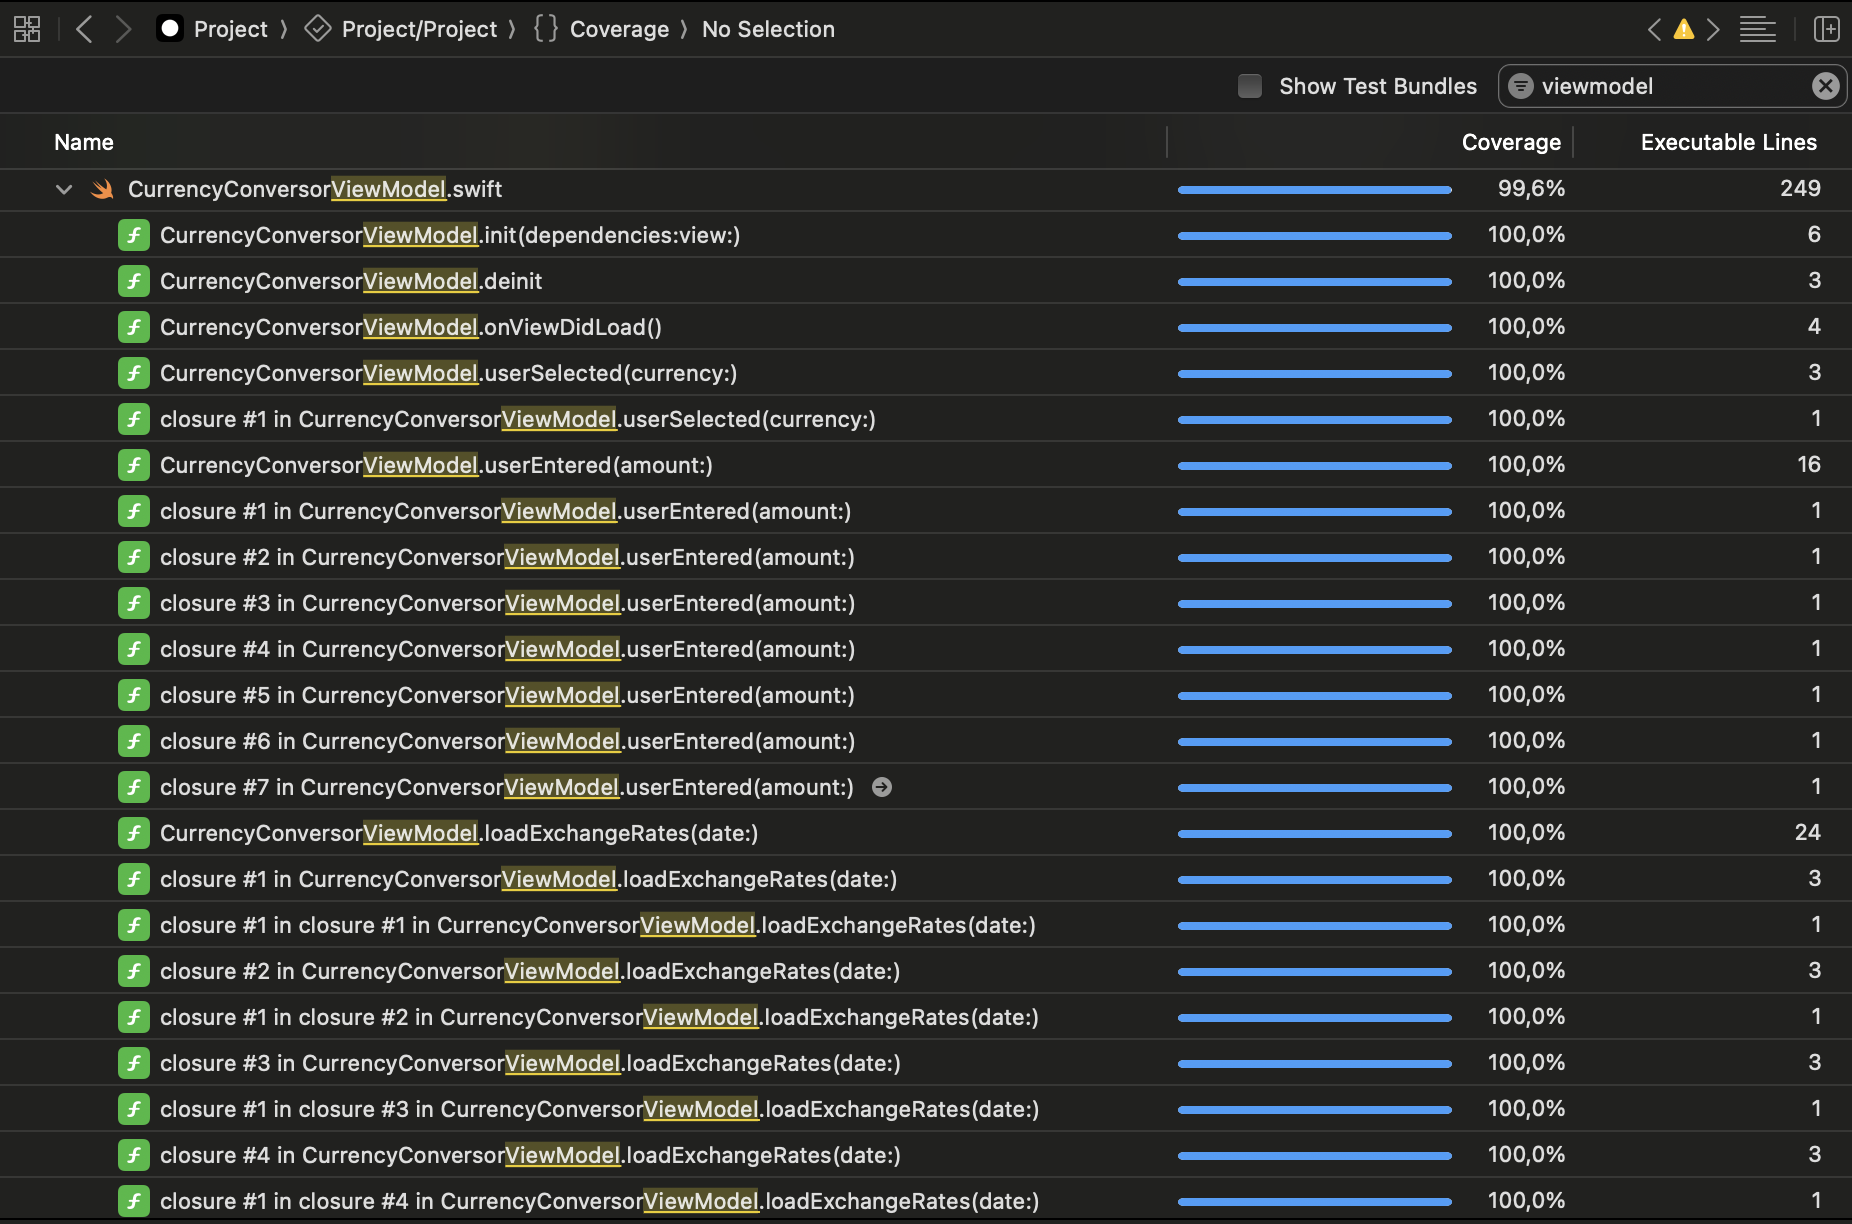 Project ⟩ Project/Project ⟩ {} Coverage ⟩ No Selection
Show Test Bundles viewmodel
Name Coverage Executable Lines
CurrencyConversorViewModel.swift 99,6% 249
CurrencyConversorViewModel.init(dependencies:view:) 100,0% 6
CurrencyConversorViewModel.deinit 100,0% 3
CurrencyConversorViewModel.onViewDidLoad() 100,0% 4
CurrencyConversorViewModel.userSelected(currency:) 100,0% 3
closure #1 in CurrencyConversorViewModel.userSelected(currency:) 100,0% 1
CurrencyConversorViewModel.userEntered(amount:) 100,0% 16
closure #1 in CurrencyConversorViewModel.userEntered(amount:) 100,0% 1
closure #2 in CurrencyConversorViewModel.userEntered(amount:) 100,0% 1
closure #3 in CurrencyConversorViewModel.userEntered(amount:) 100,0% 1
closure #4 in CurrencyConversorViewModel.userEntered(amount:) 100,0% 1
closure #5 in CurrencyConversorViewModel.userEntered(amount:) 100,0% 1
closure #6 in CurrencyConversorViewModel.userEntered(amount:) 100,0% 1
closure #7 in CurrencyConversorViewModel.userEntered(amount:) 100,0% 1
CurrencyConversorViewModel.loadExchangeRates(date:) 100,0% 24
closure #1 in CurrencyConversorViewModel.loadExchangeRates(date:) 100,0% 3
closure #1 in closure #1 in CurrencyConversorViewModel.loadExchangeRates(date:) 100,0% 1
closure #2 in CurrencyConversorViewModel.loadExchangeRates(date:) 100,0% 3
closure #1 in closure #2 in CurrencyConversorViewModel.loadExchangeRates(date:) 100,0% 1
closure #3 in CurrencyConversorViewModel.loadExchangeRates(date:) 100,0% 3
closure #1 in closure #3 in CurrencyConversorViewModel.loadExchangeRates(date:) 100,0% 1
closure #4 in CurrencyConversorViewModel.loadExchangeRates(date:) 100,0% 3
closure #1 in closure #4 in CurrencyConversorViewModel.loadExchangeRates(date:) 100,0% 1